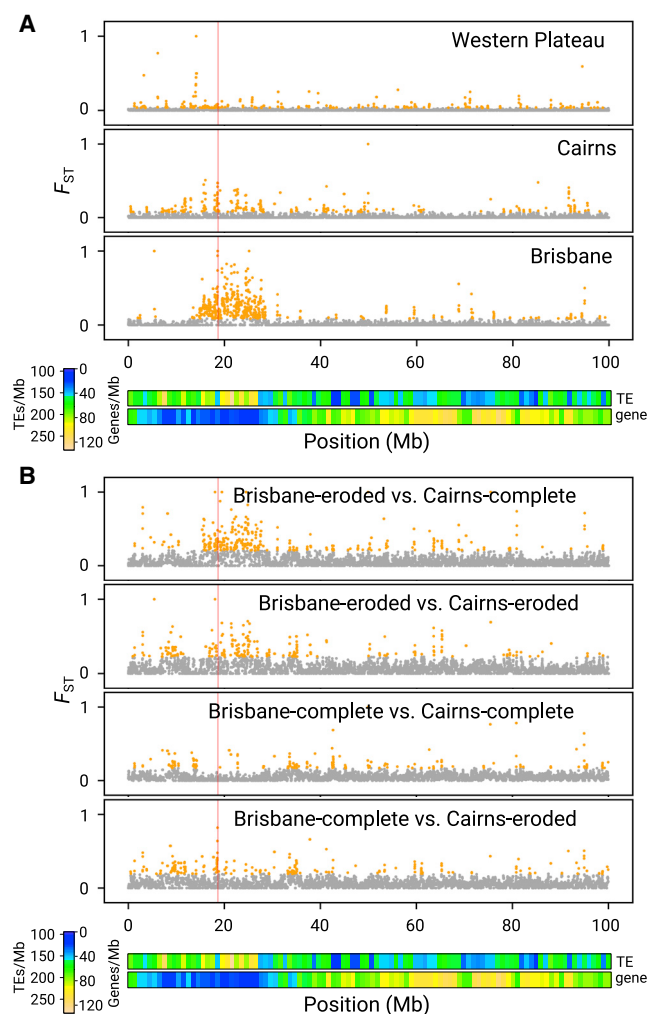 A
1
0
Western Plateau
1
0
Cairns
1
0
Brisbane
FST
0 20 40 60 80 100
100
150
200
250
TEs/Mb
0
40
80
120
Genes/Mb
TE
gene
Position (Mb)
B
1
0
Brisbane-eroded vs. Cairns-complete
1
0
Brisbane-eroded vs. Cairns-eroded
1
0
Brisbane-complete vs. Cairns-complete
1
0
Brisbane-complete vs. Cairns-eroded
FST
0 20 40 60 80 100
100
150
200
250
TEs/Mb
0
40
80
120
Genes/Mb
TE
gene
Position (Mb)